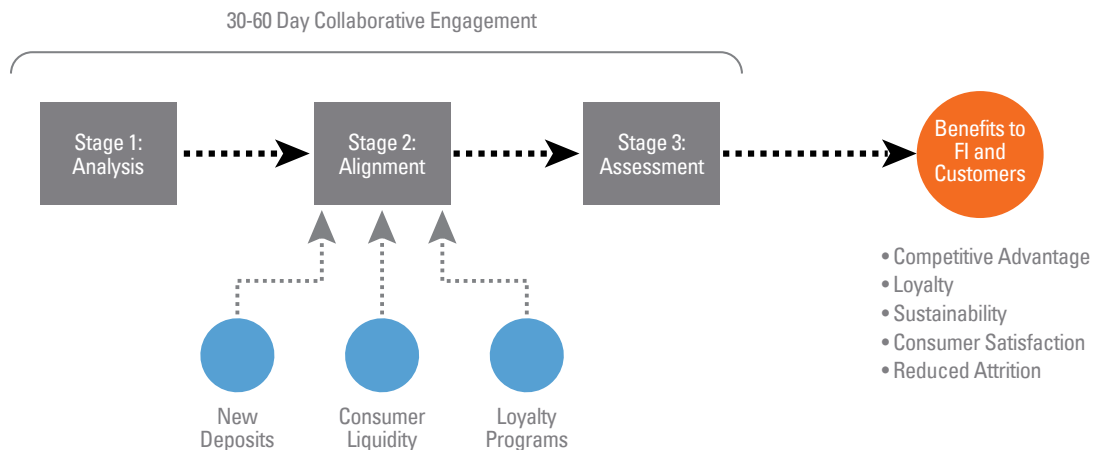 30-60 Day Collaborative Engagement
Stage 1:
Analysis
Stage 2:
Alignment
Stage 3:
Assessment
Benefits to
FI and
Customers
• Competitive Advantage
• Loyalty
• Sustainability
• Consumer Satisfaction
• Reduced Attrition
New
Deposits
Consumer
Liquidity
Loyalty
Programs